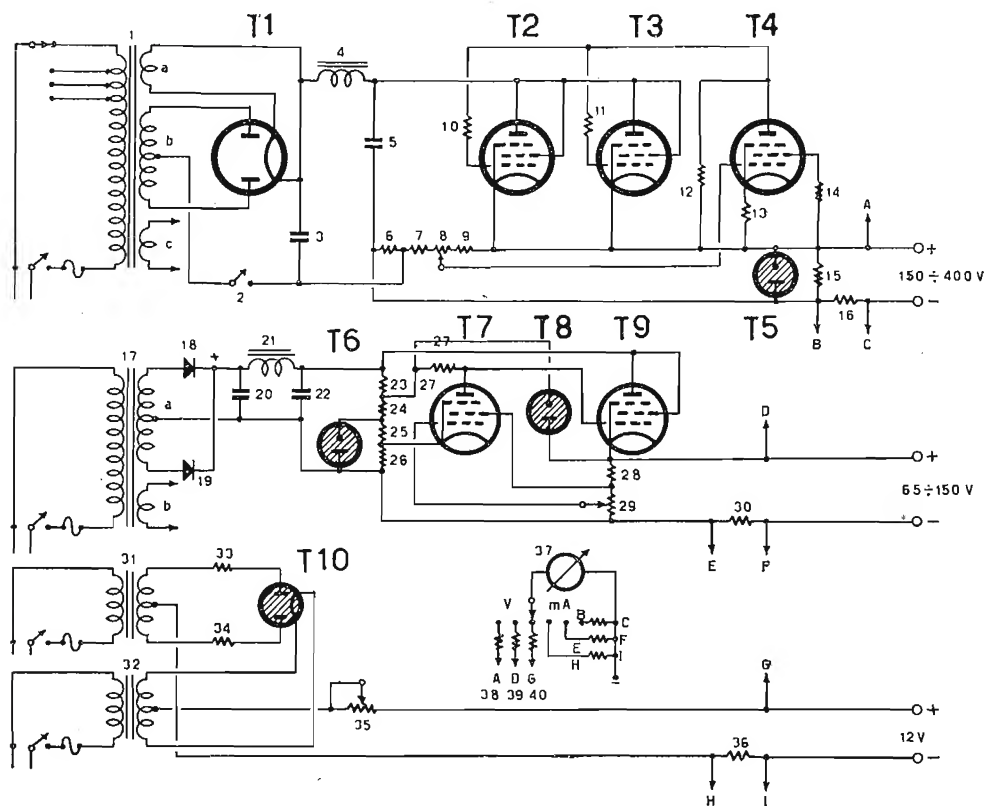 T1 T2 T3 T4
1 4
a
b
c
10 11
5
12
13 14
A
3
6 7 8 9
2
+
15 150 ÷ 400 V
−
16
B C
T6 T7 T8 T9 T5
17 18 21
+
27
a
20 22
23 27
24
25
26
19
b
D
28
+
29 65 ÷ 150 V
30
−
E F
31 33 T10
34
37
V mA
B C
E F
H I
A D G
38 39 40
32
35
G
+
12 V
36
−
H I